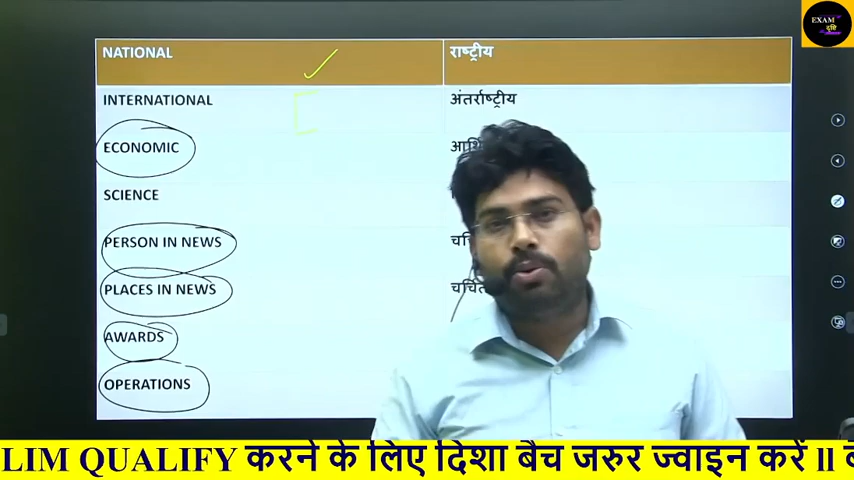 EXAM
दृष्टि
NATIONAL राष्ट्रीय
INTERNATIONAL अंतर्राष्ट्रीय
ECONOMIC
SCIENCE
PERSON IN NEWS
PLACES IN NEWS
AWARDS
OPERATIONS
LIM QUALIFY करने के लिए दिशा बैच जरुर ज्वाइन करें ll